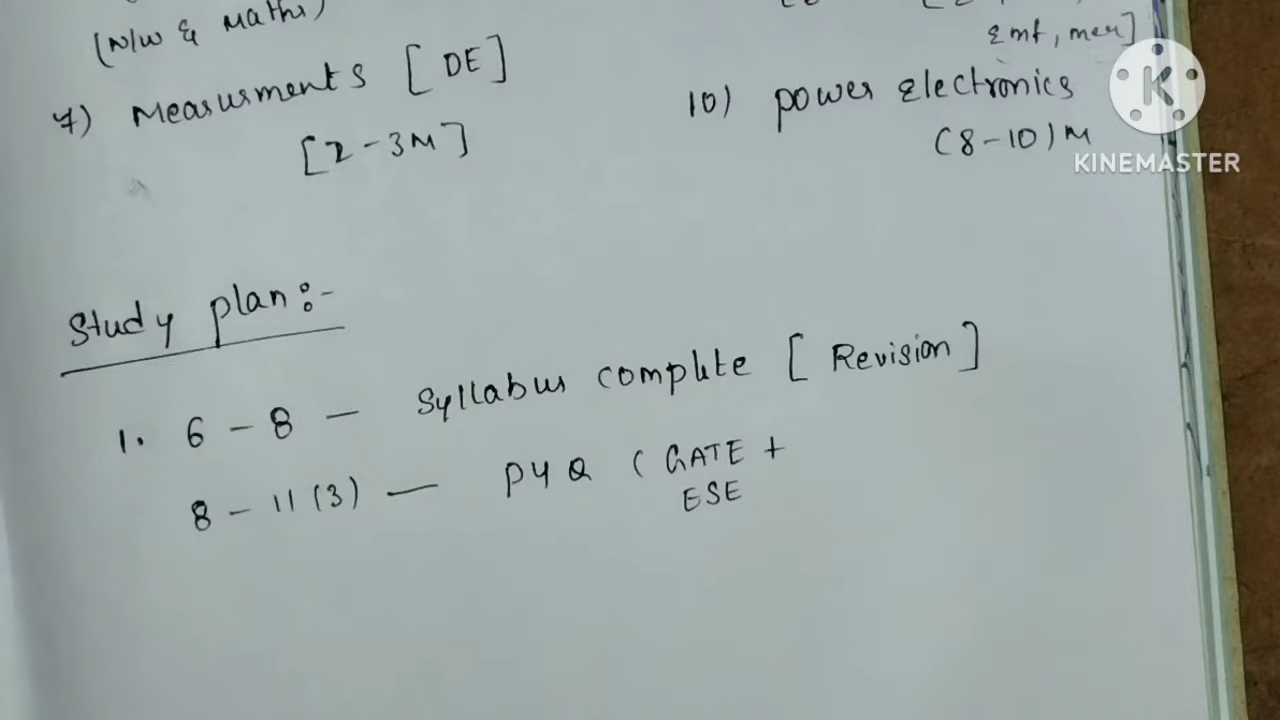 (N/W & Maths)
7) Measusments [DE]
[2-3M]
Emf, mer]
10) power Electronics
(8-10) M
KINEMASTER
Study plan:-
1. 6 - 8 - Syllabus complete [Revision]
8 - 11 (3) - PYQ (GATE +
ESE